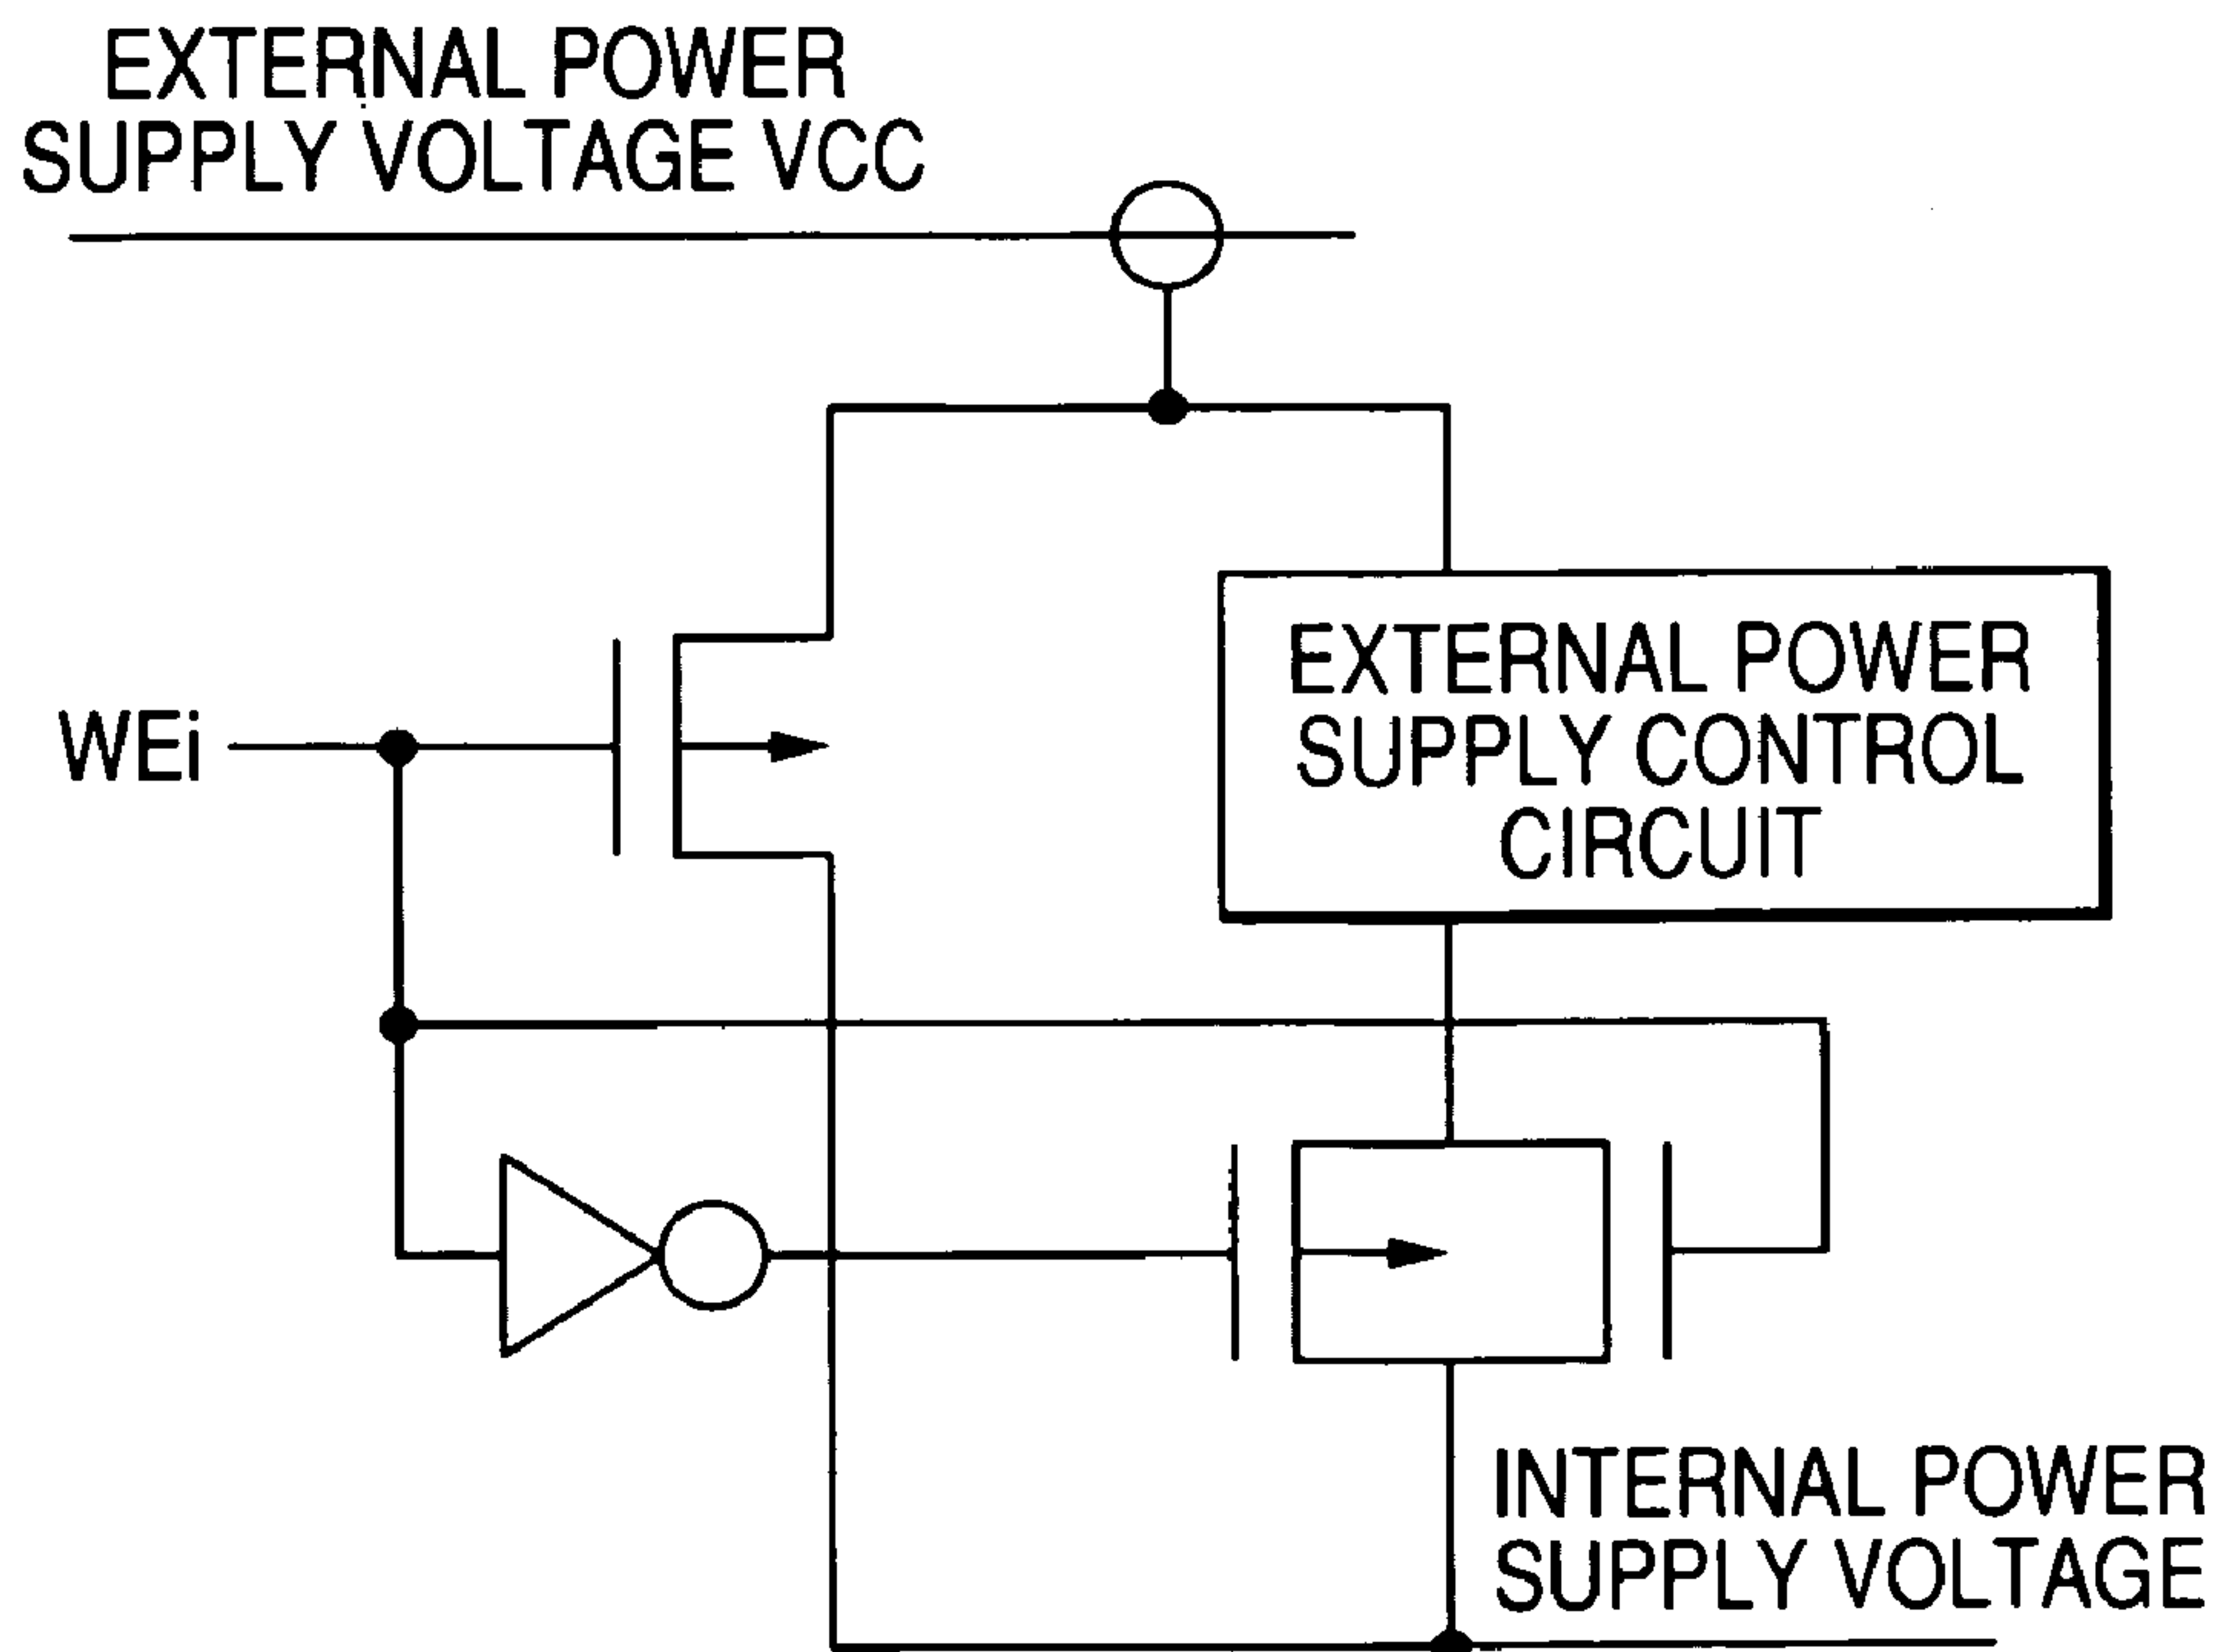 EXTERNAL POWER
SUPPLY VOLTAGE VCC
EXTERNAL POWER
SUPPLY CONTROL
CIRCUIT
WEi
INTERNAL POWER
SUPPLY VOLTAGE